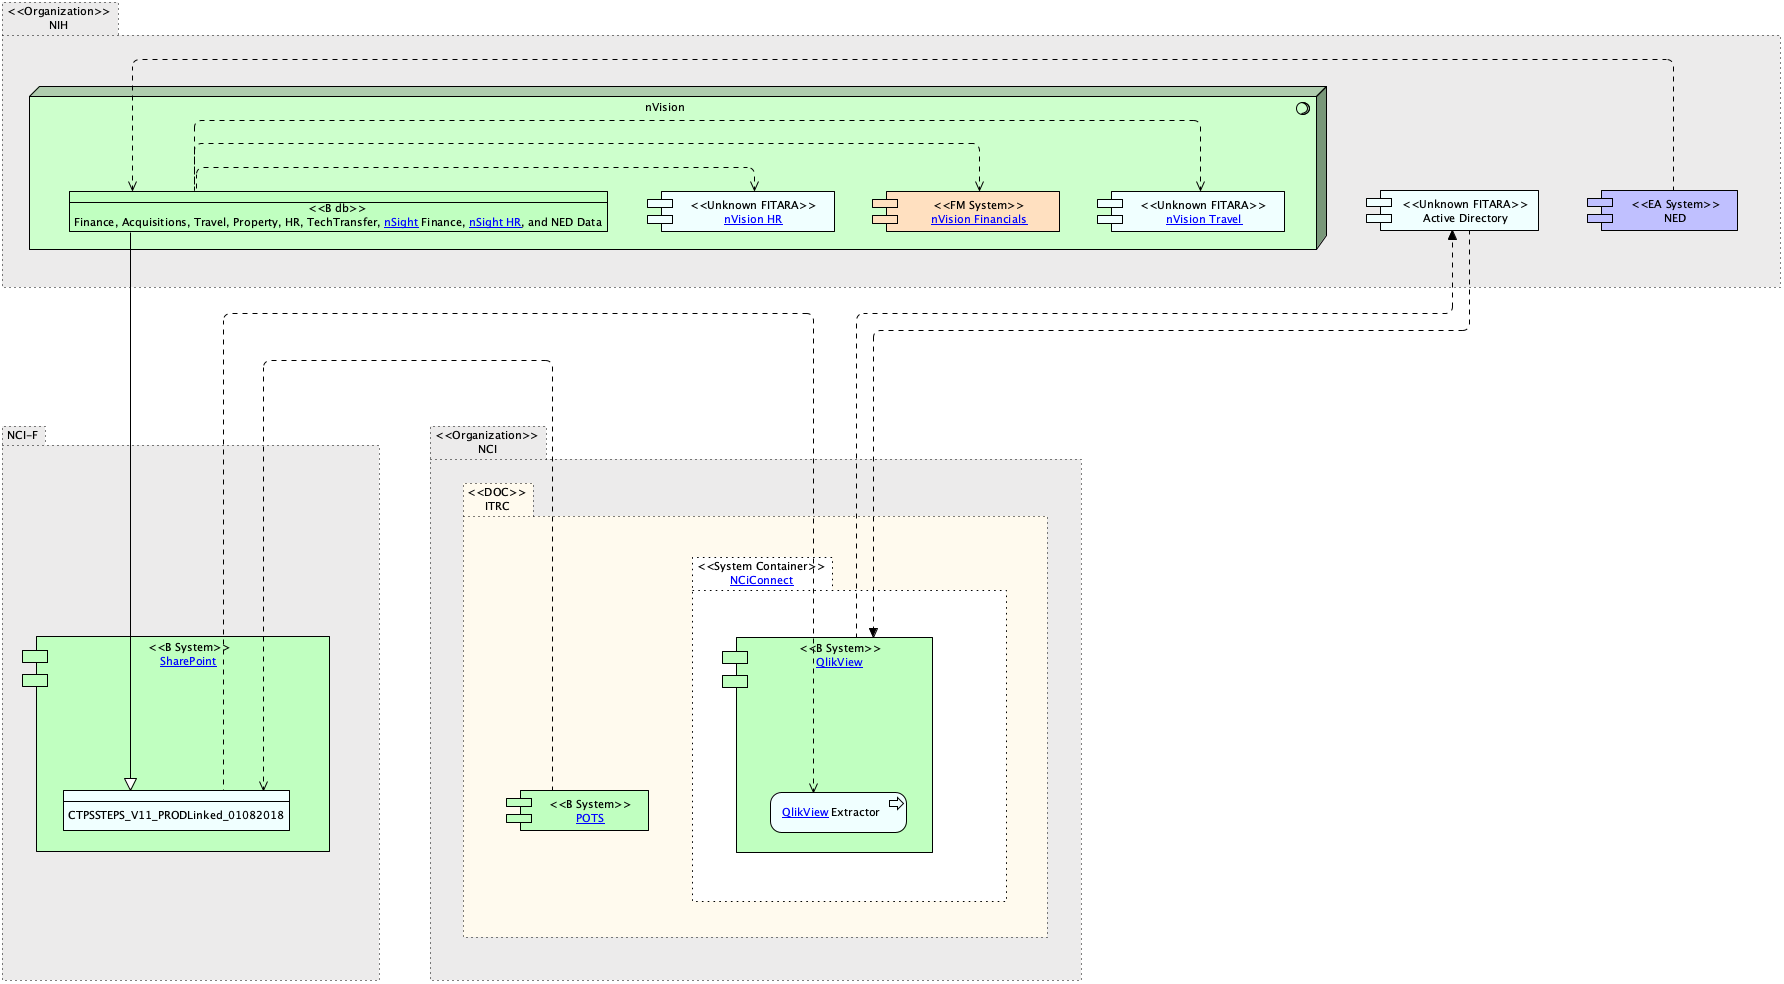 <<Organization>>
NIH
nVision
<<B db>>
Finance, Acquisitions, Travel, Property, HR, TechTransfer, nSight Finance, nSight HR, and NED Data
<<Unknown FITARA>>
nVision HR
<<FM System>>
nVision Financials
<<Unknown FITARA>>
nVision Travel
<<Unknown FITARA>>
Active Directory
<<EA System>>
NED
NCI-F
<<B System>>
SharePoint
CTPSSTEPS_V11_PRODLinked_01082018
<<Organization>>
NCI
<<DOC>>
ITRC
<<B System>>
POTS
<<System Container>>
NCiConnect
<<B System>>
QlikView
QlikView Extractor